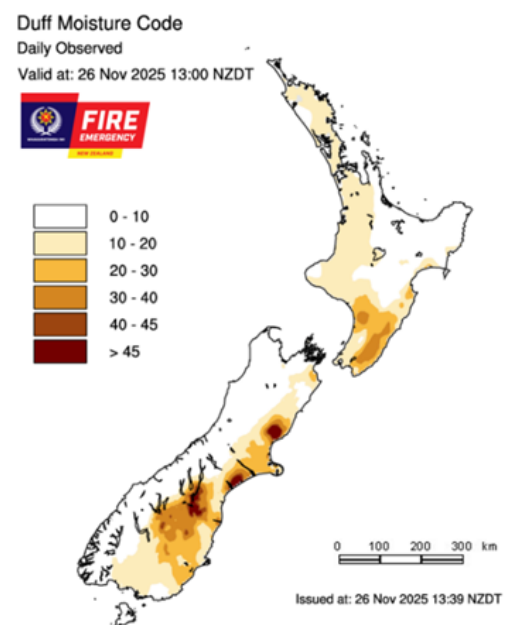 Duff Moisture Code
Daily Observed
Valid at: 26 Nov 2025 13:00 NZDT
FIRE
EMERGENCY
NEW ZEALAND
0 - 10
10 - 20
20 - 30
30 - 40
40 - 45
> 45
0 100 200 300 km
Issued at: 26 Nov 2025 13:39 NZDT